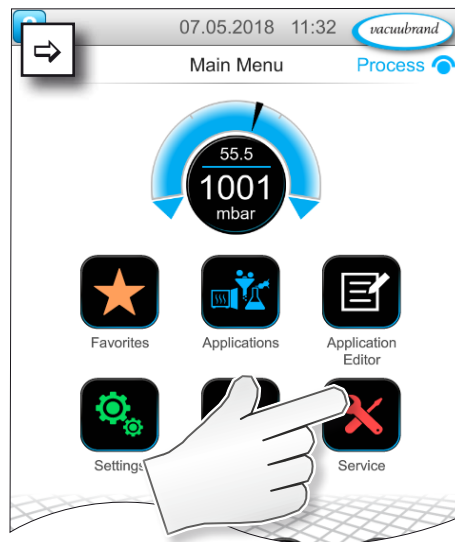 07.05.2018 11:32 vacuubrand
Main Menu Process
55.5
1001
mbar
Favorites Applications Application
Editor
Settings Service